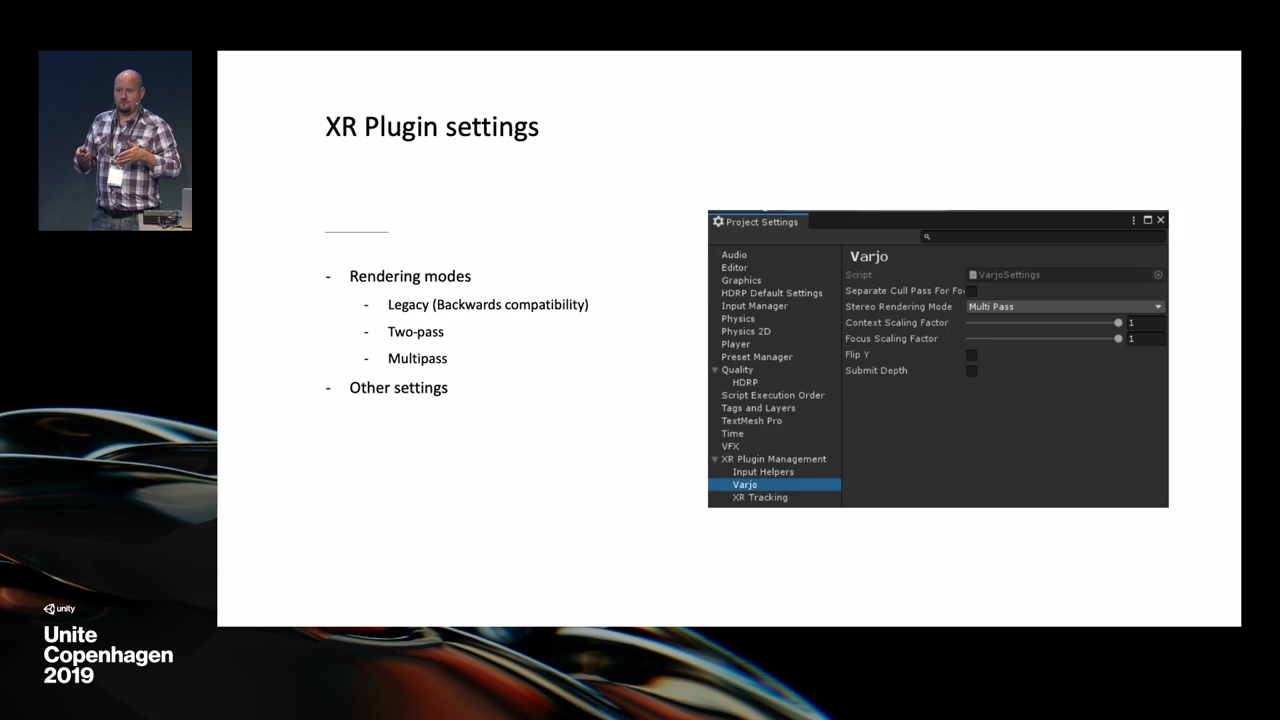 XR Plugin settings
- Rendering modes
- Legacy (Backwards compatibility)
- Two-pass
- Multipass
- Other settings
Project Settings
Audio
Editor
Graphics
HDRP Default Settings
Input Manager
Physics
Physics 2D
Player
Preset Manager
Quality
HDRP
Script Execution Order
Tags and Layers
TextMesh Pro
Time
VFX
XR Plugin Management
Input Helpers
Varjo
XR Tracking
Varjo
Script VarjoSettings
Separate Cull Pass For Fo
Stereo Rendering Mode Multi Pass
Context Scaling Factor 1
Focus Scaling Factor 1
Flip Y
Submit Depth
unity
Unite
Copenhagen
2019